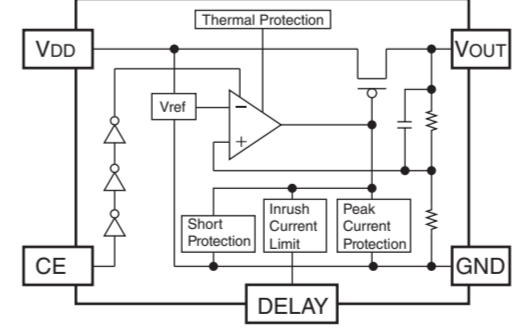 Thermal Protection
VDD
VOUT
Vref
−
+
Short
Protection
Inrush
Current
Limit
Peak
Current
Protection
CE
GND
DELAY